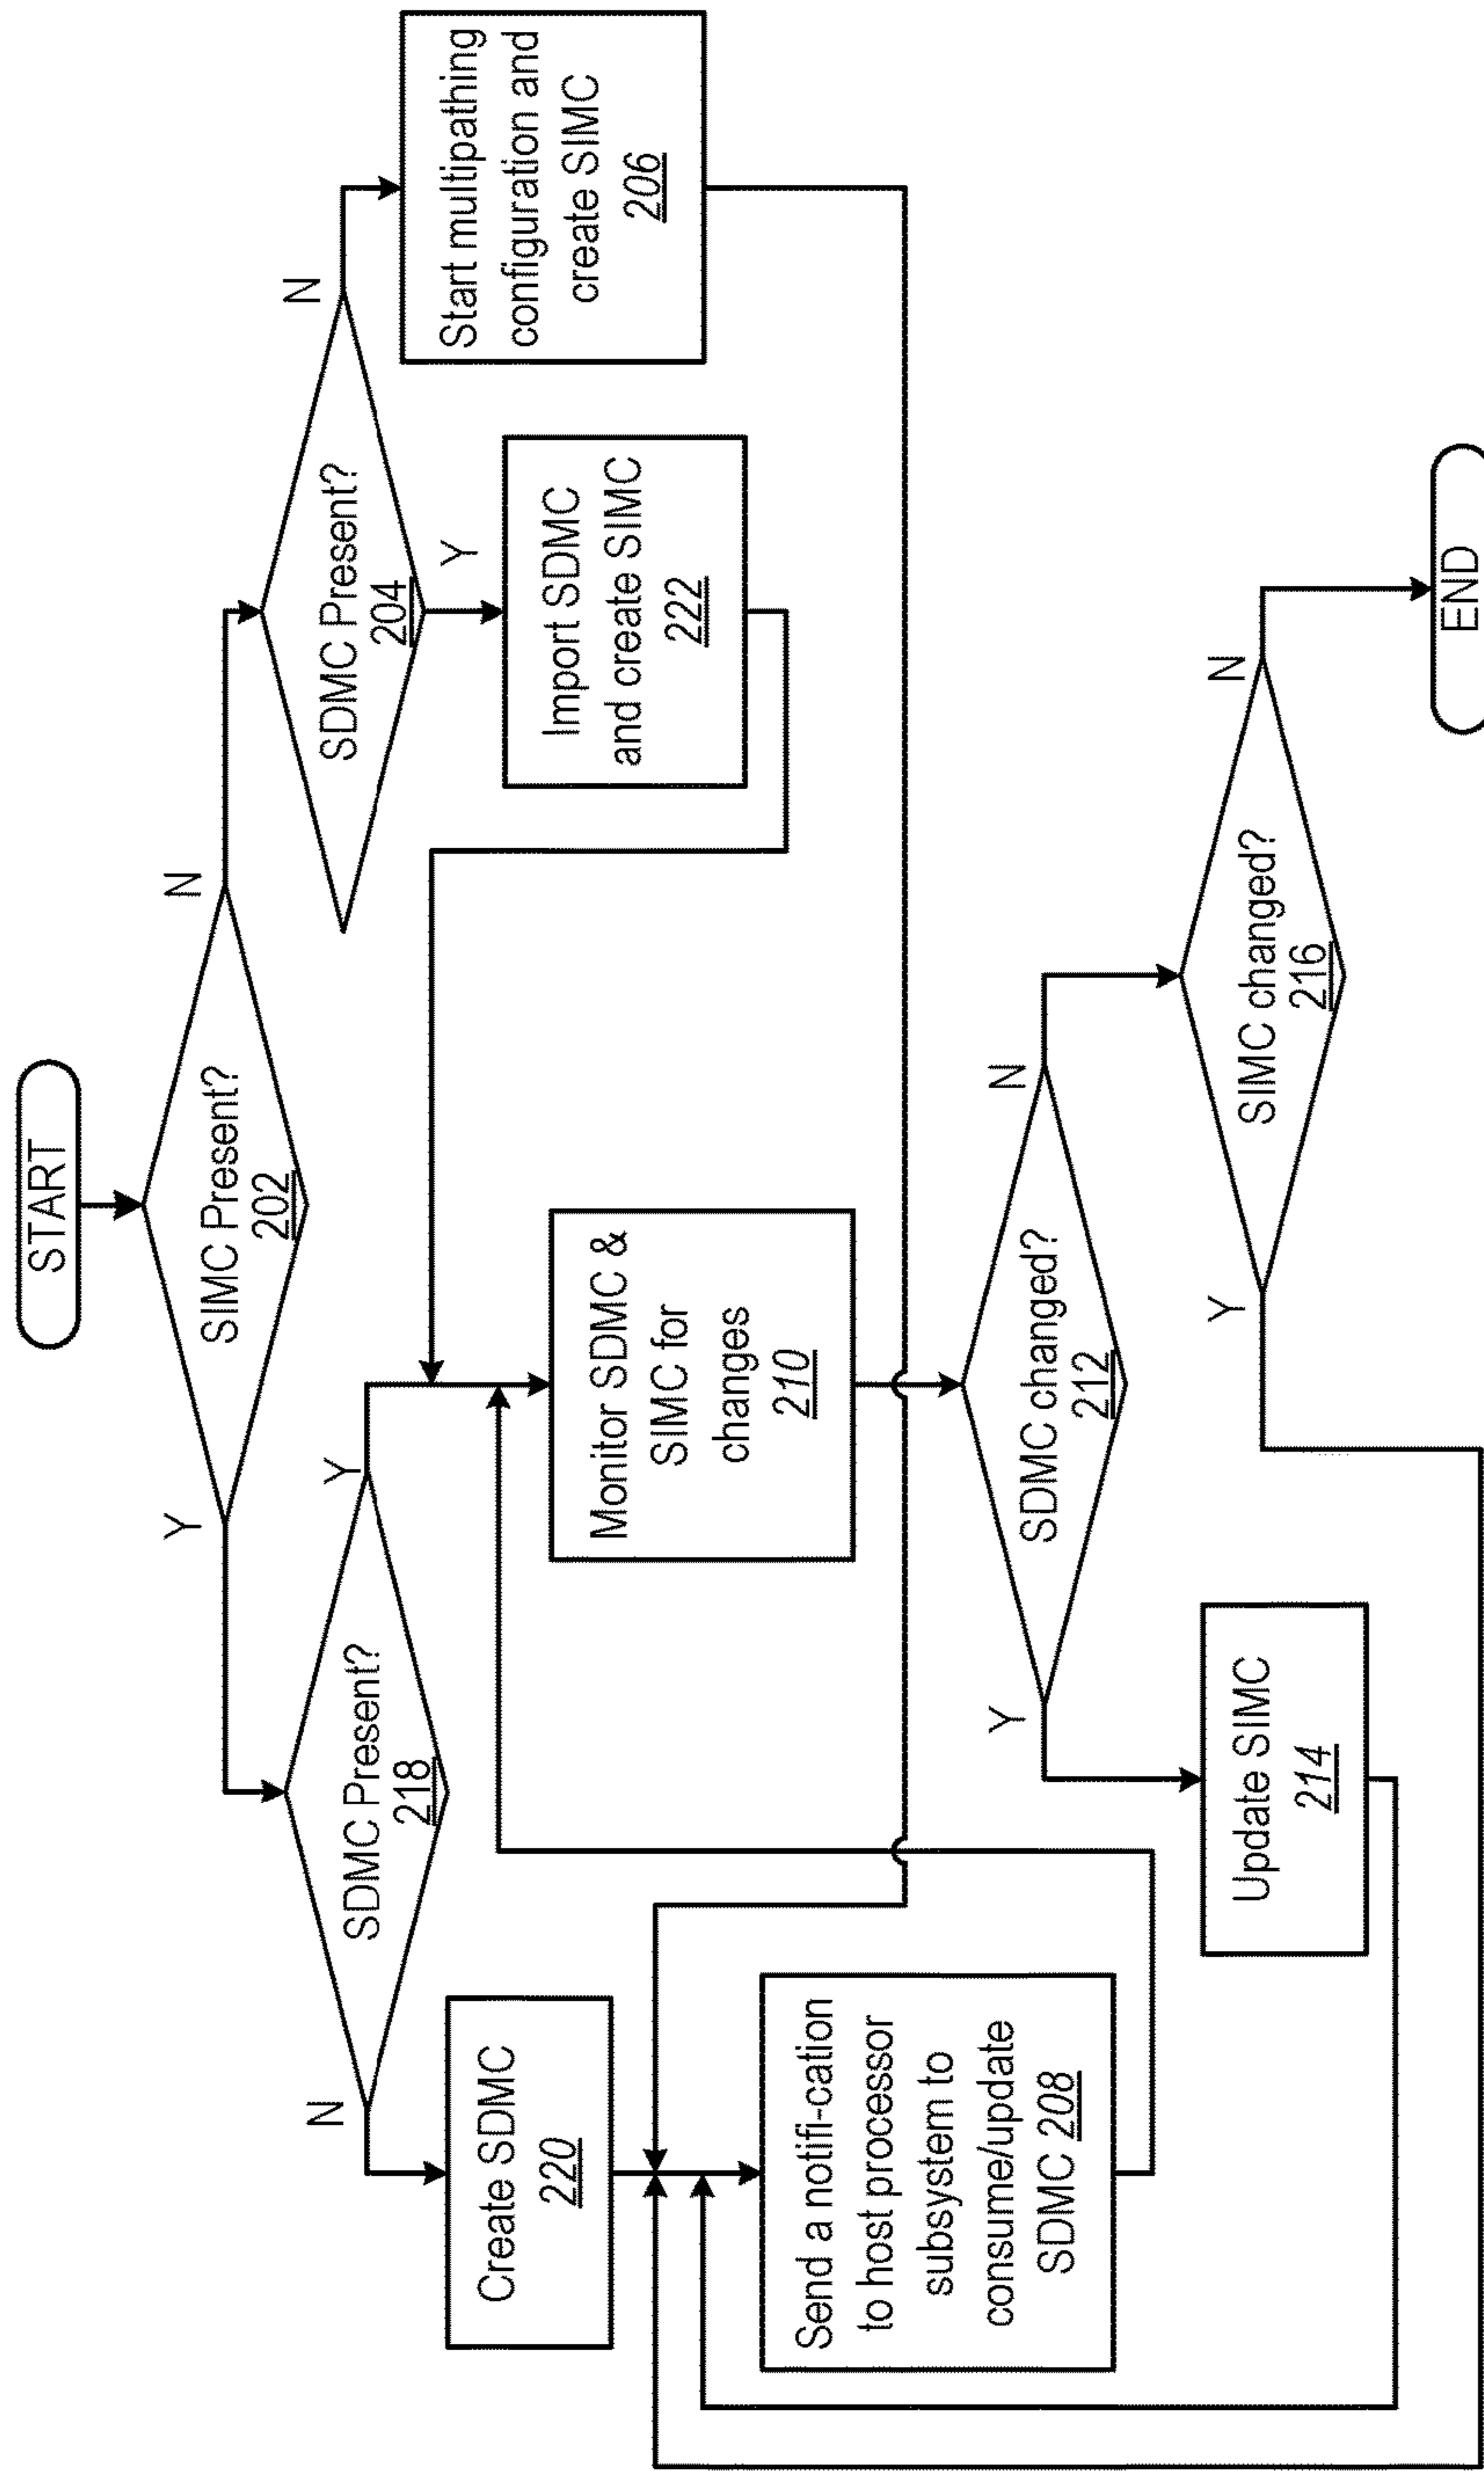 START
SIMC Present?
202
Y
N
SDMC Present?
218
N
Y
SDMC Present?
204
N
Y
Create SDMC
220
Monitor SDMC &
SIMC for
changes
210
Import SDMC
and create SIMC
222
Start multipathing
configuration and
create SIMC
206
Send a notifi-cation
to host processor
subsystem to
consume/update
SDMC 208
SDMC changed?
212
Y
N
Update SIMC
214
SIMC changed?
216
Y
N
END